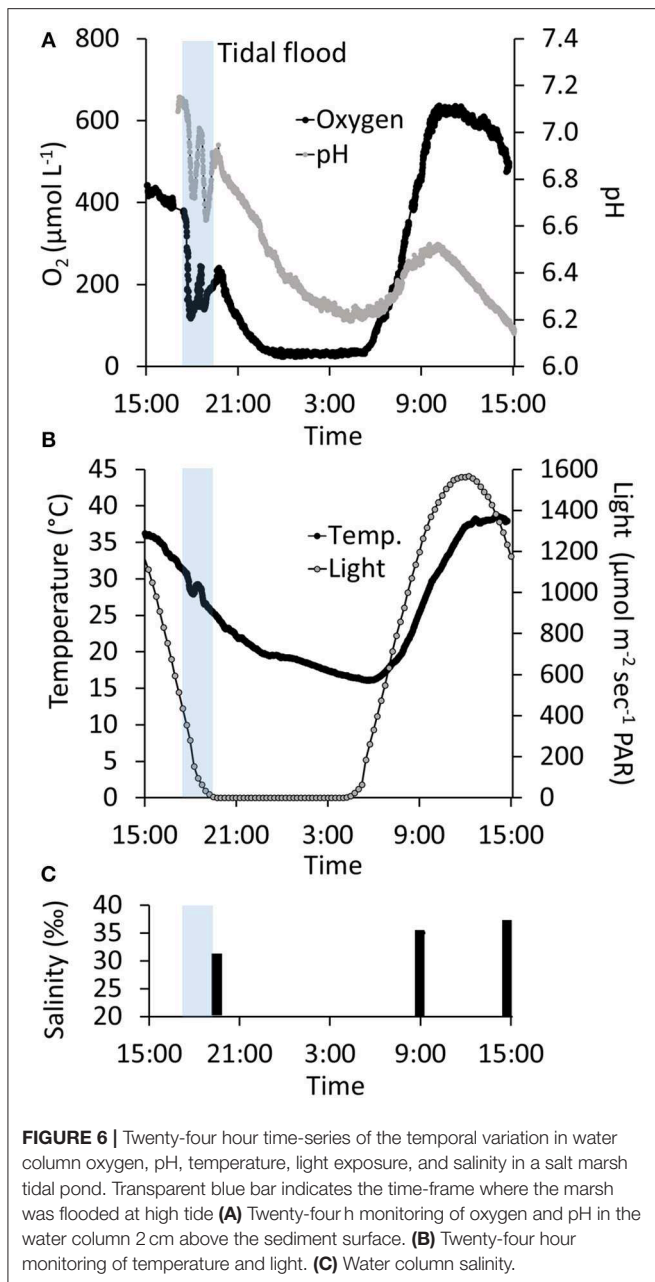 A
Tidal flood
Oxygen
pH
O₂ (µmol L⁻¹)
800
600
400
200
0
pH
7.4
7.2
7.0
6.8
6.6
6.4
6.2
6.0
15:00 21:00 3:00 9:00 15:00
Time
B
Tempperature (°C)
45
40
35
30
25
20
15
10
5
0
Temp.
Light
Light (µmol m⁻² sec⁻¹ PAR)
1600
1400
1200
1000
800
600
400
200
0
15:00 21:00 3:00 9:00 15:00
Time
C
Salinity (‰)
40
35
30
25
20
15:00 21:00 3:00 9:00 15:00
Time
FIGURE 6 | Twenty-four hour time-series of the temporal variation in water
column oxygen, pH, temperature, light exposure, and salinity in a salt marsh
tidal pond. Transparent blue bar indicates the time-frame where the marsh
was flooded at high tide (A) Twenty-four h monitoring of oxygen and pH in the
water column 2 cm above the sediment surface. (B) Twenty-four hour
monitoring of temperature and light. (C) Water column salinity.